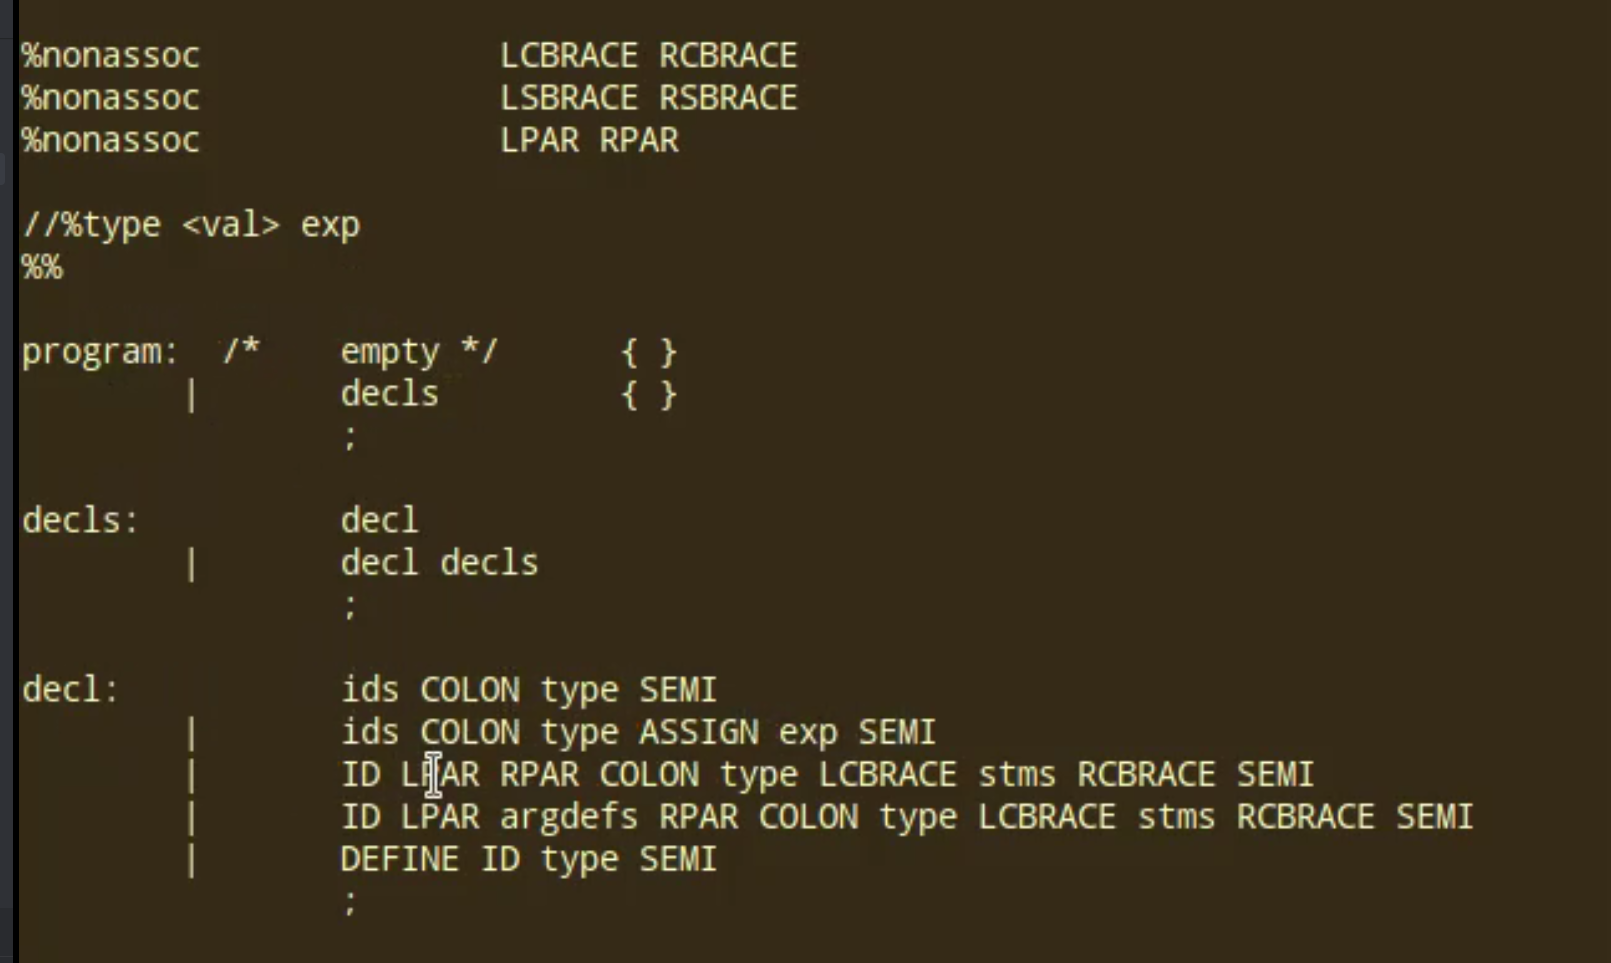 %nonassoc LCBRACE RCBRACE
%nonassoc LSBRACE RSBRACE
%nonassoc LPAR RPAR
//%type <val> exp
%%
program: /* empty */ { }
| decls { }
;
decls: decl
| decl decls
;
decl: ids COLON type SEMI
| ids COLON type ASSIGN exp SEMI
| ID LPAR RPAR COLON type LCBRACE stms RCBRACE SEMI
| ID LPAR argdefs RPAR COLON type LCBRACE stms RCBRACE SEMI
| DEFINE ID type SEMI
;